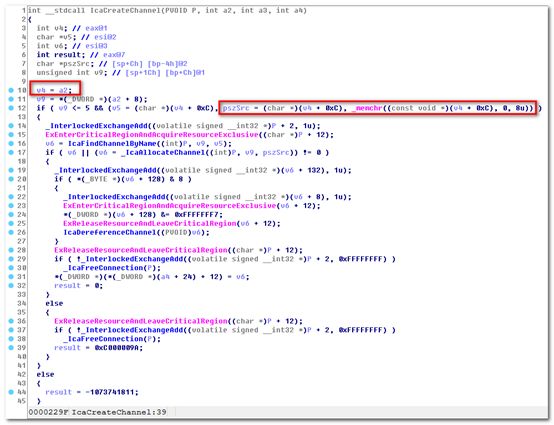 1 int __stdcall IcaCreateChannel(PVOID P, int a2, int a3, int a4)
2 {
3 int v4; // eax@1
4 char *v5; // esi@2
5 int v6; // esi@3
6 int result; // eax@7
7 char *pszSrc; // [sp+Ch] [bp-4h]@2
8 unsigned int v9; // [sp+1Ch] [bp+Ch]@1
9
10 v4 = a2;
11 v9 = *(_DWORD *)(a2 + 8);
12 if ( v9 <= 5 && (v5 = (char *)(v4 + 0xC), pszSrc = (char *)(v4 + 0xC), _memchr((const void *)(v4 + 0xC), 0, 8u)) )
13 {
14 _InterlockedExchangeAdd((volatile signed __int32 *)P + 2, 1u);
15 ExEnterCriticalRegionAndAcquireResourceExclusive((char *)P + 12);
16 v6 = IcaFindChannelByName((int)P, v9, v5);
17 if ( v6 || (v6 = _IcaAllocateChannel((int)P, v9, pszSrc)) != 0 )
18 {
19 _InterlockedExchangeAdd((volatile signed __int32 *)(v6 + 132), 1u);
20 if ( *(_BYTE *)(v6 + 128) & 8 )
21 {
22 _InterlockedExchangeAdd((volatile signed __int32 *)(v6 + 8), 1u);
23 ExEnterCriticalRegionAndAcquireResourceExclusive(v6 + 12);
24 *(_DWORD *)(v6 + 128) &= 0xFFFFFFF7;
25 ExReleaseResourceAndLeaveCriticalRegion(v6 + 12);
26 IcaDereferenceChannel((PVOID)v6);
27 }
28 ExReleaseResourceAndLeaveCriticalRegion((char *)P + 12);
29 if ( !_InterlockedExchangeAdd((volatile signed __int32 *)P + 2, 0xFFFFFFFF) )
30 _IcaFreeConnection(P);
31 *(_DWORD *)(*(_DWORD *)(a4 + 24) + 12) = v6;
32 result = 0;
33 }
34 else
35 {
36 ExReleaseResourceAndLeaveCriticalRegion((char *)P + 12);
37 if ( !_InterlockedExchangeAdd((volatile signed __int32 *)P + 2, 0xFFFFFFFF) )
38 _IcaFreeConnection(P);
39 result = 0xC000009A;
40 }
41 }
42 else
43 {
44 result = -1073741811;
45 }
0000229F IcaCreateChannel:39